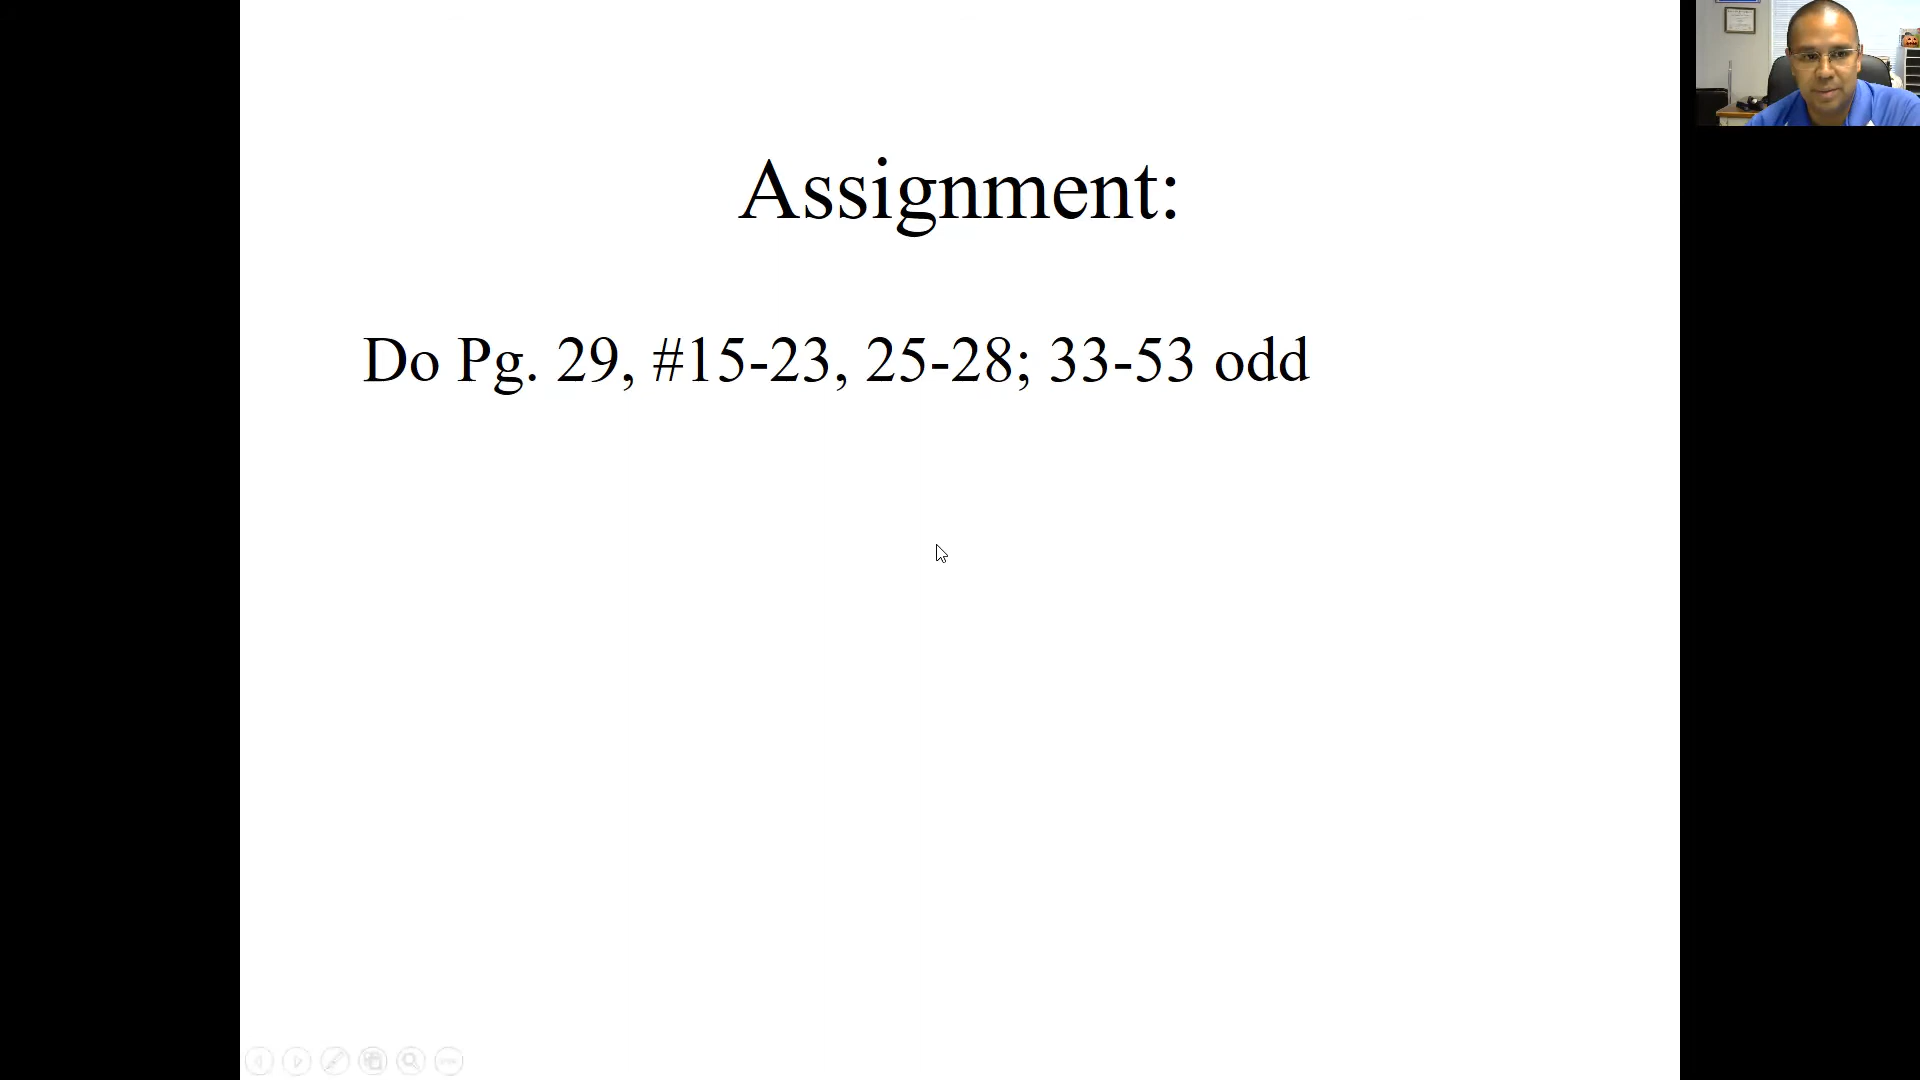 Assignment:
Do Pg. 29, #15-23, 25-28; 33-53 odd